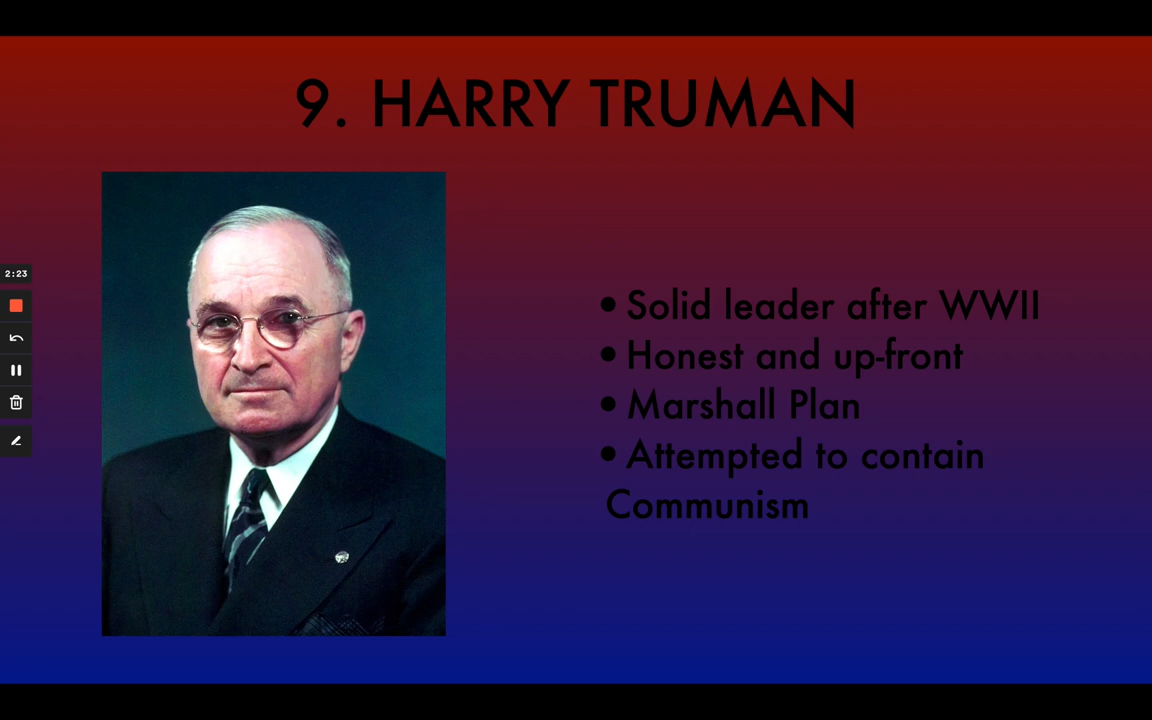 9. HARRY TRUMAN
2:23
• Solid leader after WWII
• Honest and up-front
• Marshall Plan
• Attempted to contain
Communism